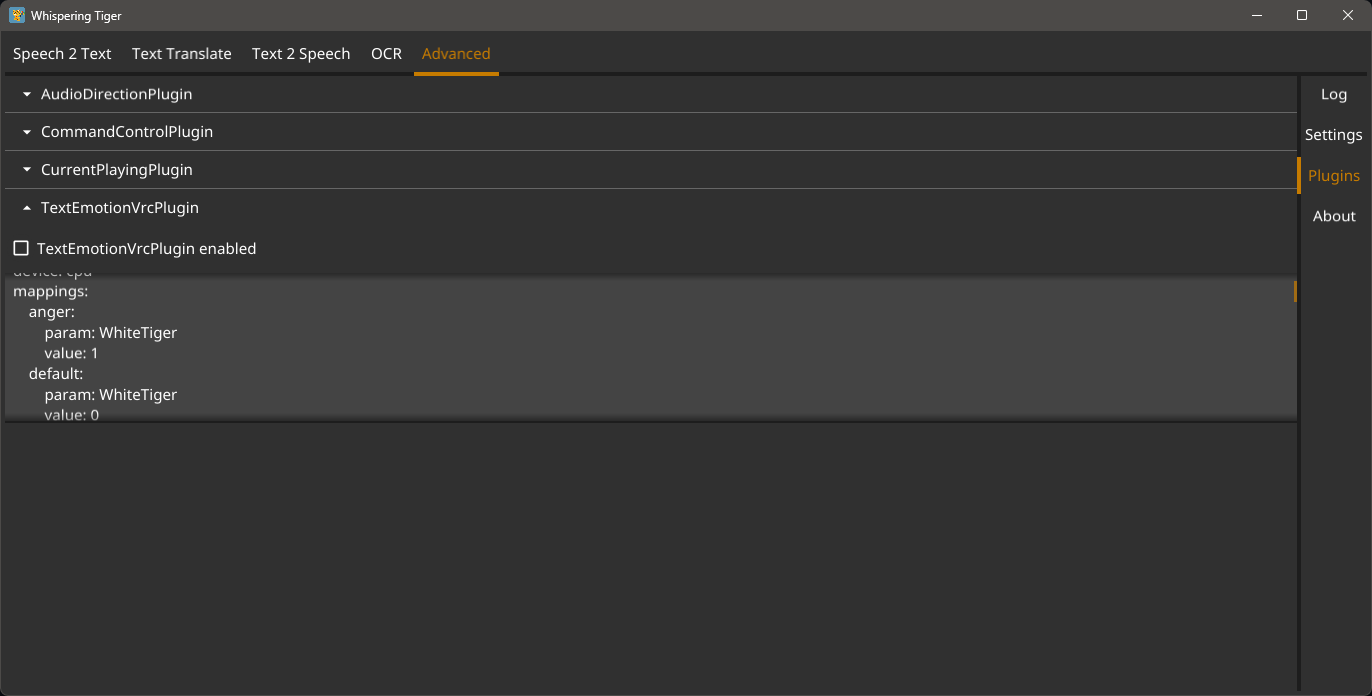 Whispering Tiger
Speech 2 Text Text Translate Text 2 Speech OCR Advanced
AudioDirectionPlugin
CommandControlPlugin
CurrentPlayingPlugin
TextEmotionVrcPlugin
TextEmotionVrcPlugin enabled
device: cpu
mappings:
anger:
param: WhiteTiger
value: 1
default:
param: WhiteTiger
value: 0
Log
Settings
Plugins
About